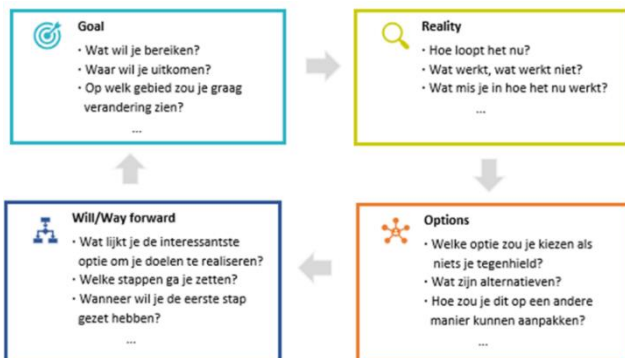 Goal
· Wat wil je bereiken?
· Waar wil je uitkomen?
· Op welk gebied zou je graag
verandering zien?
...
Reality
· Hoe loopt het nu?
· Wat werkt, wat werkt niet?
· Wat mis je in hoe het nu werkt?
...
Options
· Welke optie zou je kiezen als
niets je tegenhield?
· Wat zijn alternatieven?
· Hoe zou je dit op een andere
manier kunnen aanpakken?
...
Will/Way forward
· Wat lijkt je de interessantste
optie om je doelen te realiseren?
· Welke stappen ga je zetten?
· Wanneer wil je de eerste stap
gezet hebben?
...